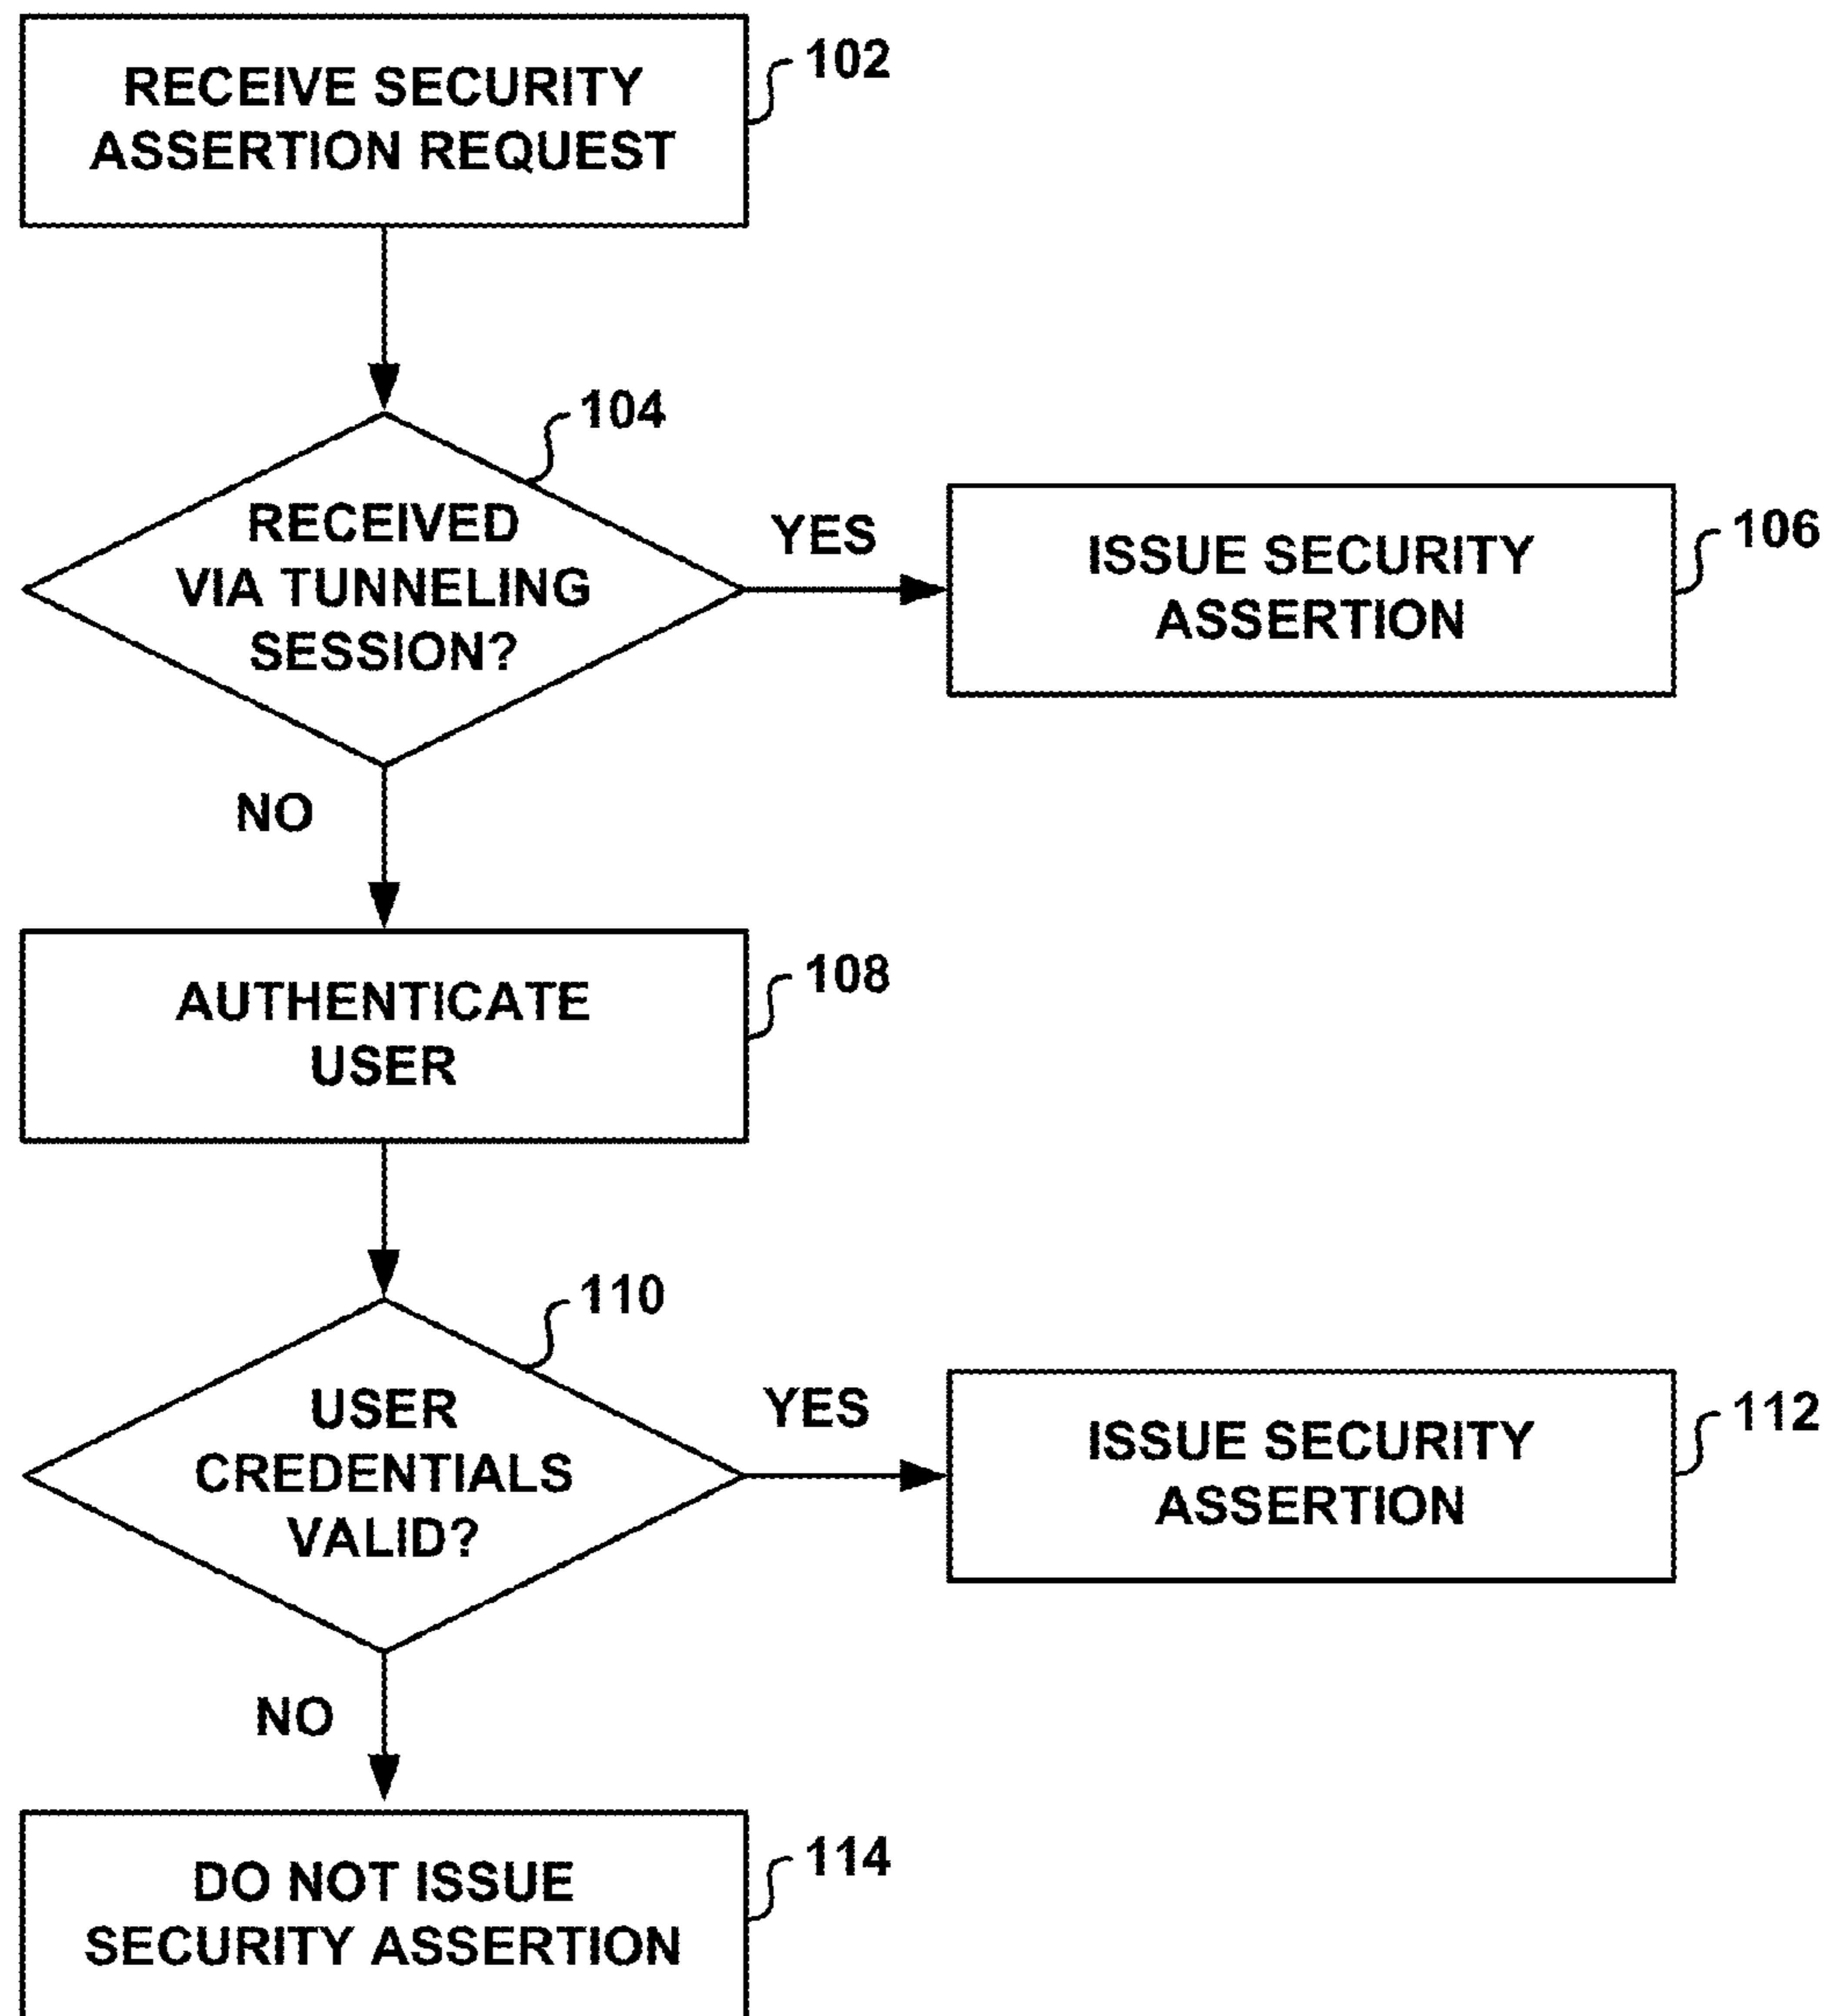 RECEIVE SECURITY
ASSERTION REQUEST
102
104
RECEIVED
VIA TUNNELING
SESSION?
YES
ISSUE SECURITY
ASSERTION
106
NO
AUTHENTICATE
USER
108
110
USER
CREDENTIALS
VALID?
YES
ISSUE SECURITY
ASSERTION
112
NO
DO NOT ISSUE
SECURITY ASSERTION
114